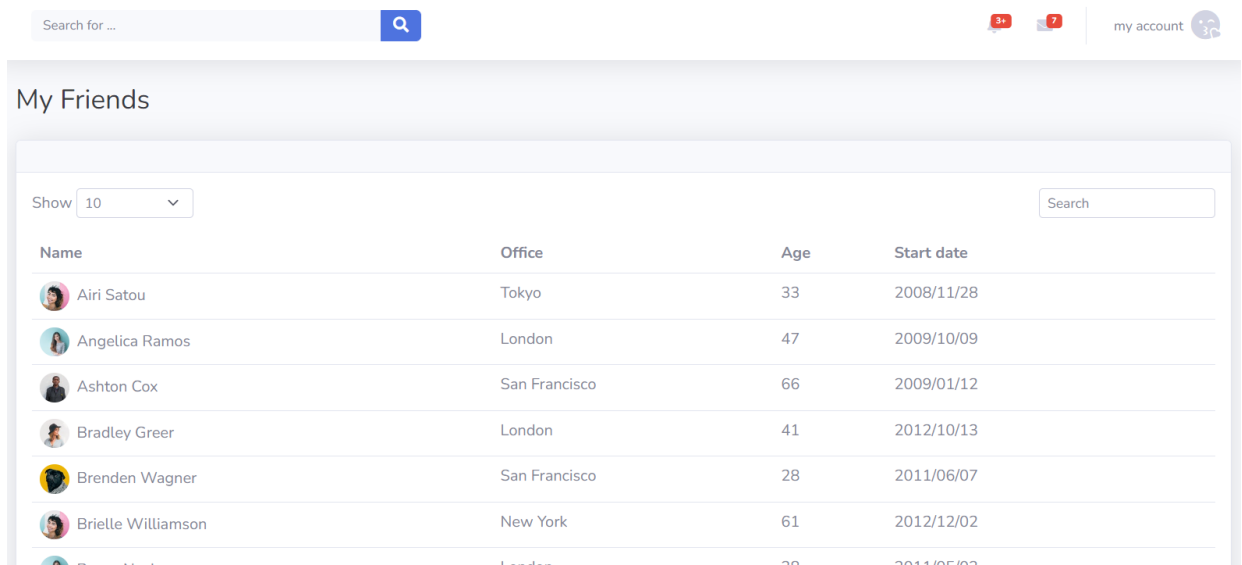 Search for ...
3+
7
my account
My Friends
Show 10
Search
Name Office Age Start date
Airi Satou Tokyo 33 2008/11/28
Angelica Ramos London 47 2009/10/09
Ashton Cox San Francisco 66 2009/01/12
Bradley Greer London 41 2012/10/13
Brenden Wagner San Francisco 28 2011/06/07
Brielle Williamson New York 61 2012/12/02